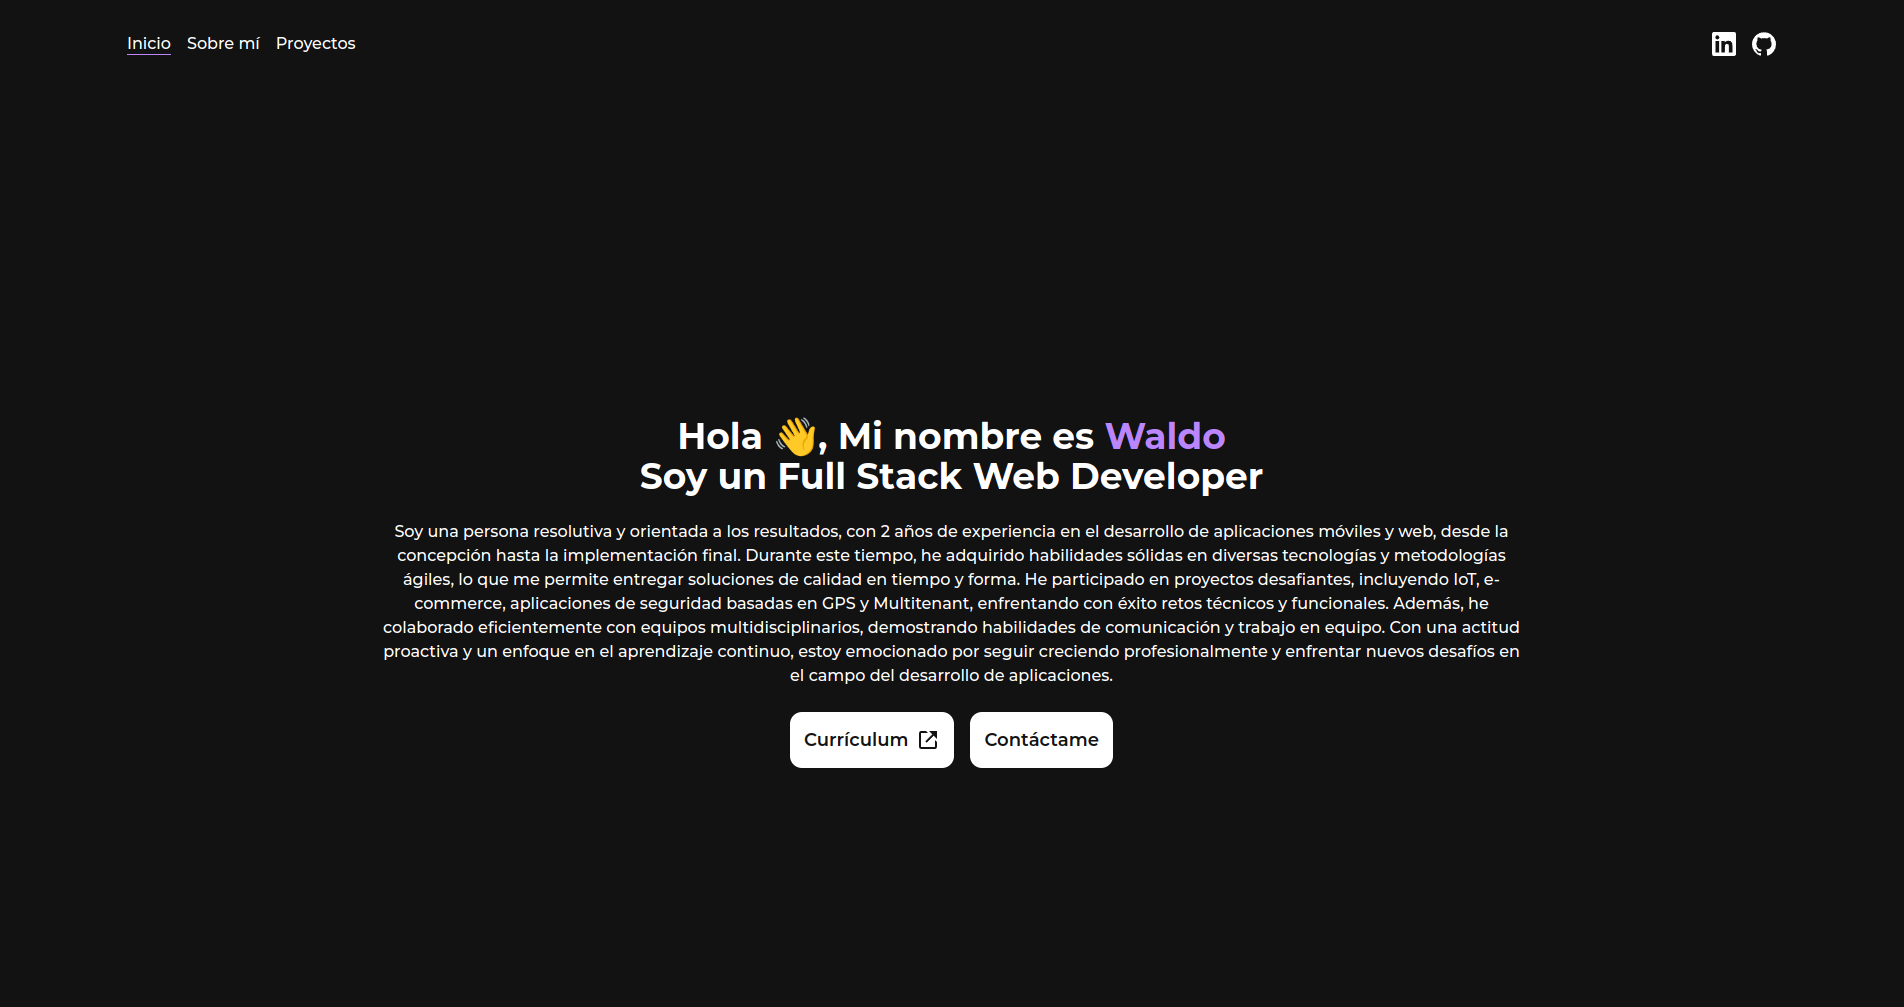 Inicio Sobre mí Proyectos
Hola 👋, Mi nombre es Waldo
Soy un Full Stack Web Developer
Soy una persona resolutiva y orientada a los resultados, con 2 años de experiencia en el desarrollo de aplicaciones móviles y web, desde la
concepción hasta la implementación final. Durante este tiempo, he adquirido habilidades sólidas en diversas tecnologías y metodologías
ágiles, lo que me permite entregar soluciones de calidad en tiempo y forma. He participado en proyectos desafiantes, incluyendo IoT, e-
commerce, aplicaciones de seguridad basadas en GPS y Multitenant, enfrentando con éxito retos técnicos y funcionales. Además, he
colaborado eficientemente con equipos multidisciplinarios, demostrando habilidades de comunicación y trabajo en equipo. Con una actitud
proactiva y un enfoque en el aprendizaje continuo, estoy emocionado por seguir creciendo profesionalmente y enfrentar nuevos desafíos en
el campo del desarrollo de aplicaciones.
Currículum Contáctame